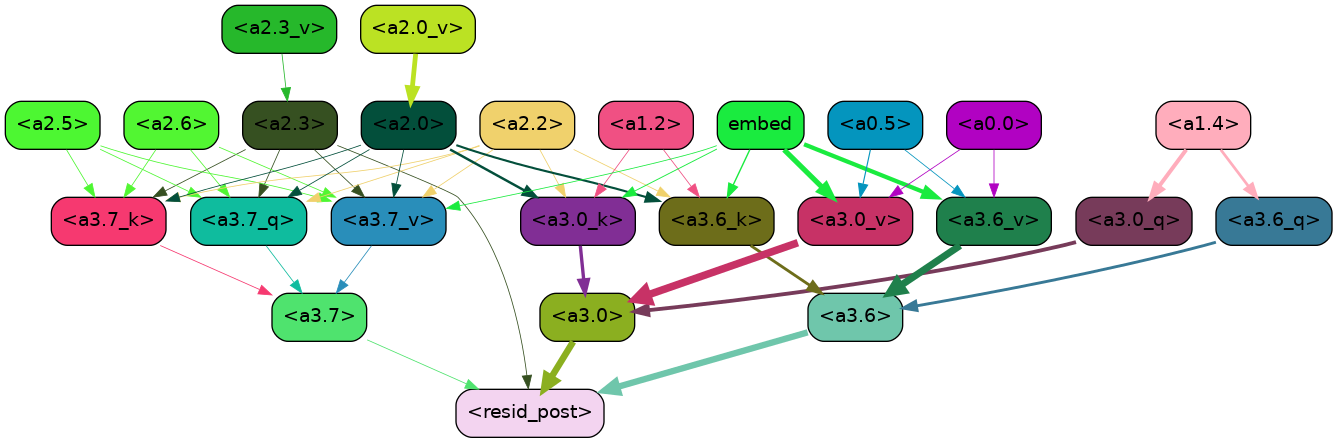 <a2.3_v> <a2.0_v>
<a2.5> <a2.6> <a2.3> <a2.0> <a2.2> <a1.2> embed <a0.5> <a0.0> <a1.4>
<a3.7_k> <a3.7_q> <a3.7_v> <a3.0_k> <a3.6_k> <a3.0_v> <a3.6_v> <a3.0_q> <a3.6_q>
<a3.7> <a3.0> <a3.6>
<resid_post>